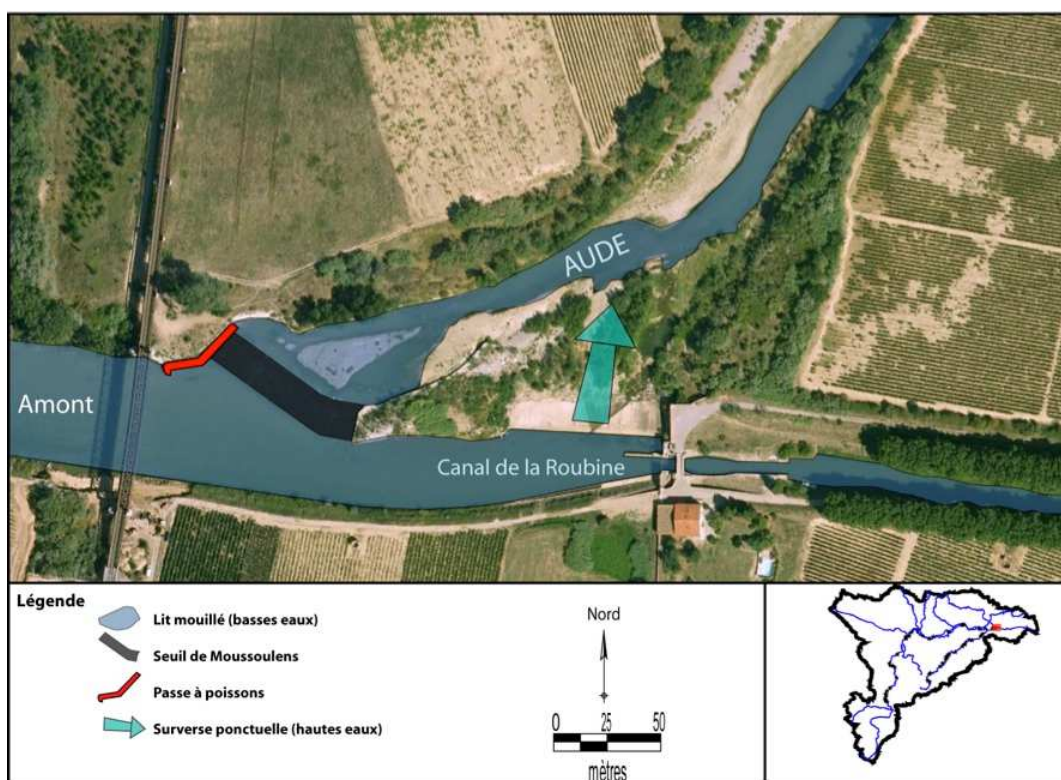 AUDE
Amont
Canal de la Roubine
Légende
Lit mouillé (basses eaux)
Seuil de Moussoulens
Passe à poissons
Surverse ponctuelle (hautes eaux)
Nord
0 25 50
mètres